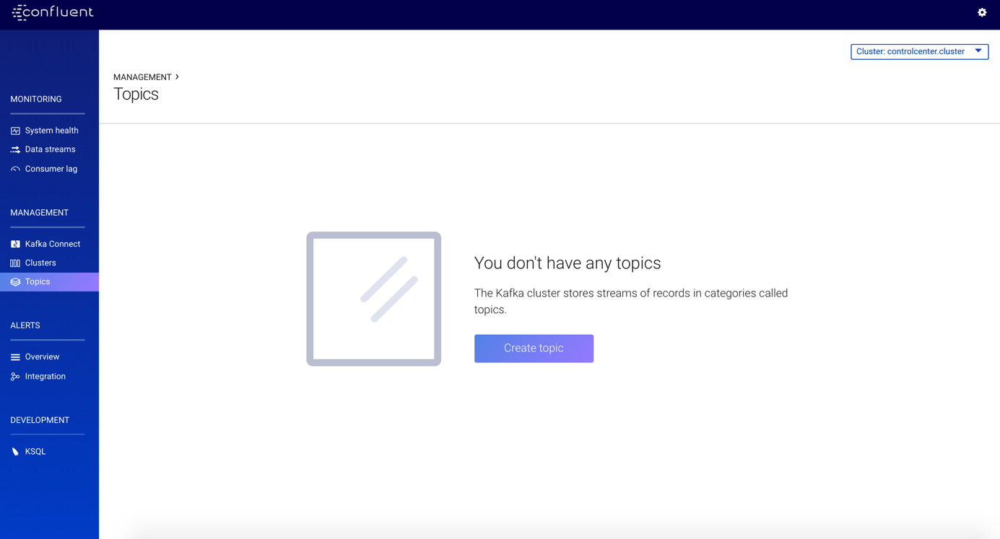 confluent
Cluster: controlcenter.cluster
MANAGEMENT ›
Topics
MONITORING
System health
Data streams
Consumer lag
MANAGEMENT
Kafka Connect
Clusters
Topics
ALERTS
Overview
Integration
DEVELOPMENT
KSQL
You don't have any topics
The Kafka cluster stores streams of records in categories called
topics.
Create topic